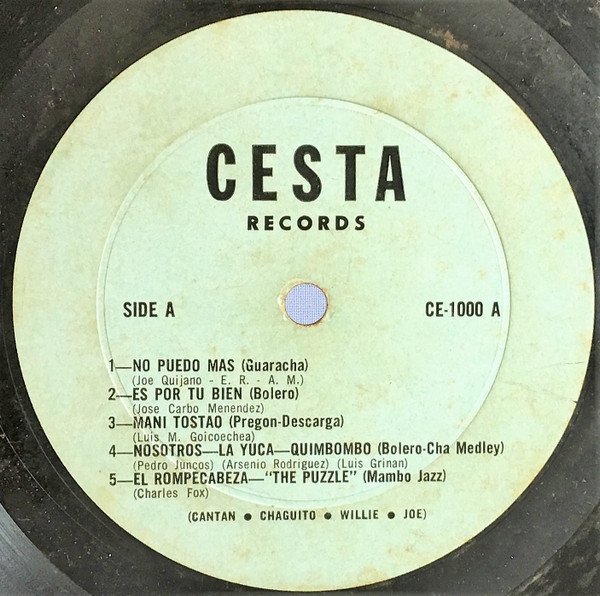 CESTA
RECORDS
SIDE A
CE-1000 A
1—NO PUEDO MAS (Guaracha)
(Joe Quijano - E. R. - A. M.)
2—ES POR TU BIEN (Bolero)
(Jose Carbo Menendez)
3—MANI TOSTAO (Pregon-Descarga)
(Luis M. Goicoechea)
4—NOSOTROS—LA YUCA—QUIMBOMBO (Bolero-Cha Medley)
(Pedro Juncos) (Arsenio Rodriguez) (Luis Grinan)
5—EL ROMPECABEZA—"THE PUZZLE" (Mambo Jazz)
(Charles Fox)
(CANTAN ● CHAGUITO ● WILLIE ● JOE)